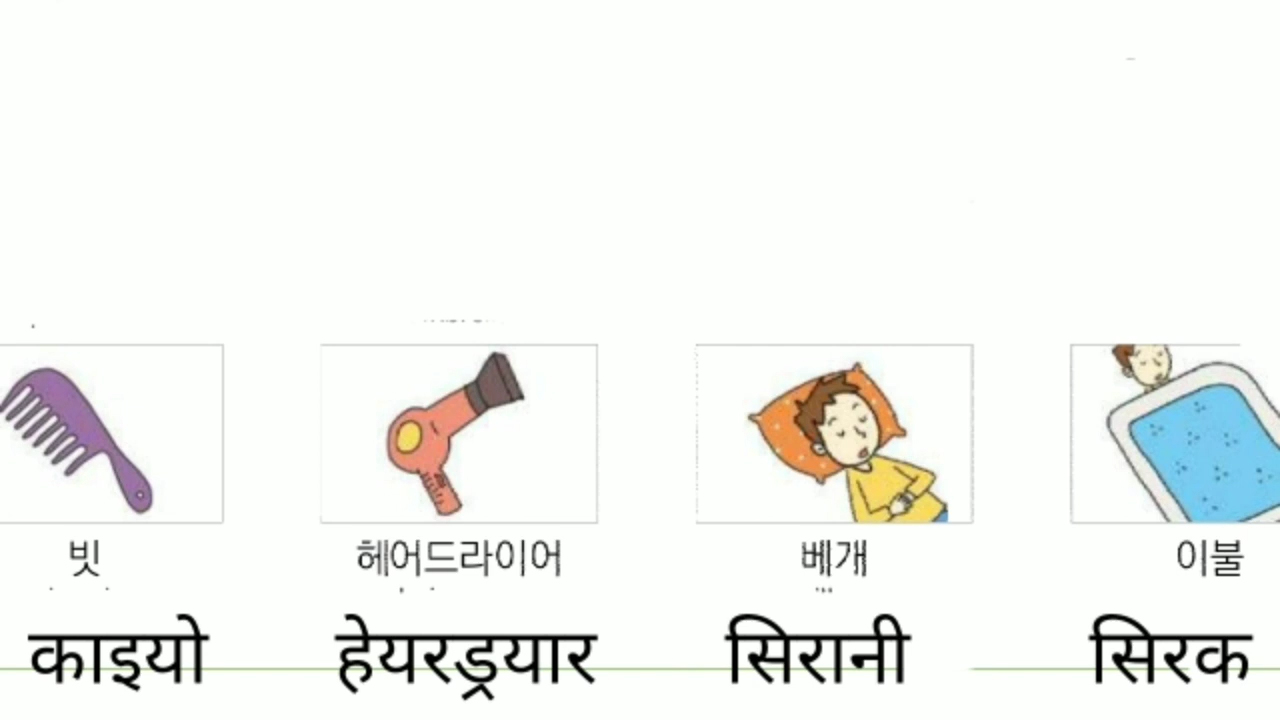 빗 헤어드라이어 베개 이불
काइयो हेयरड्रयार सिरानी सिरक